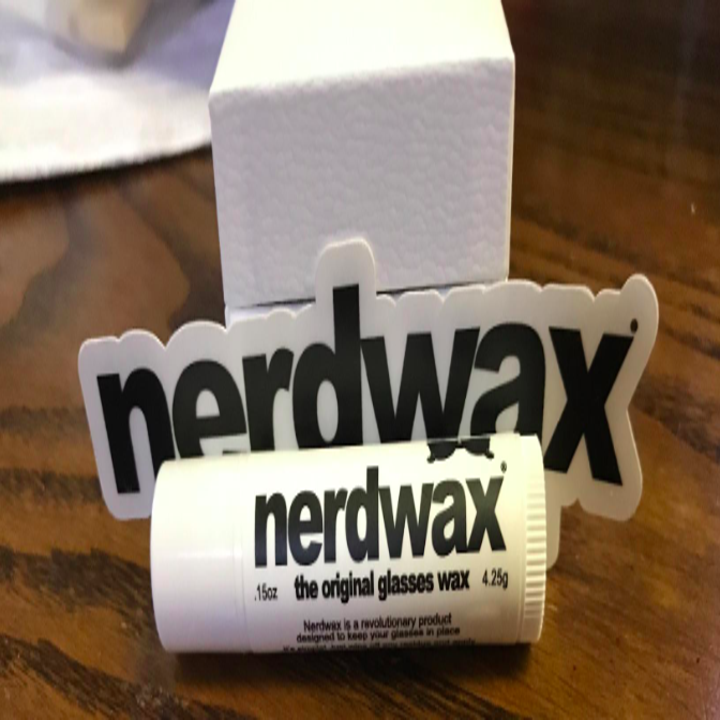 nerdwax
nerdwax
.15oz the original glasses wax 4.25g
Nerdwax is a revolutionary product
designed to keep your glasses in place